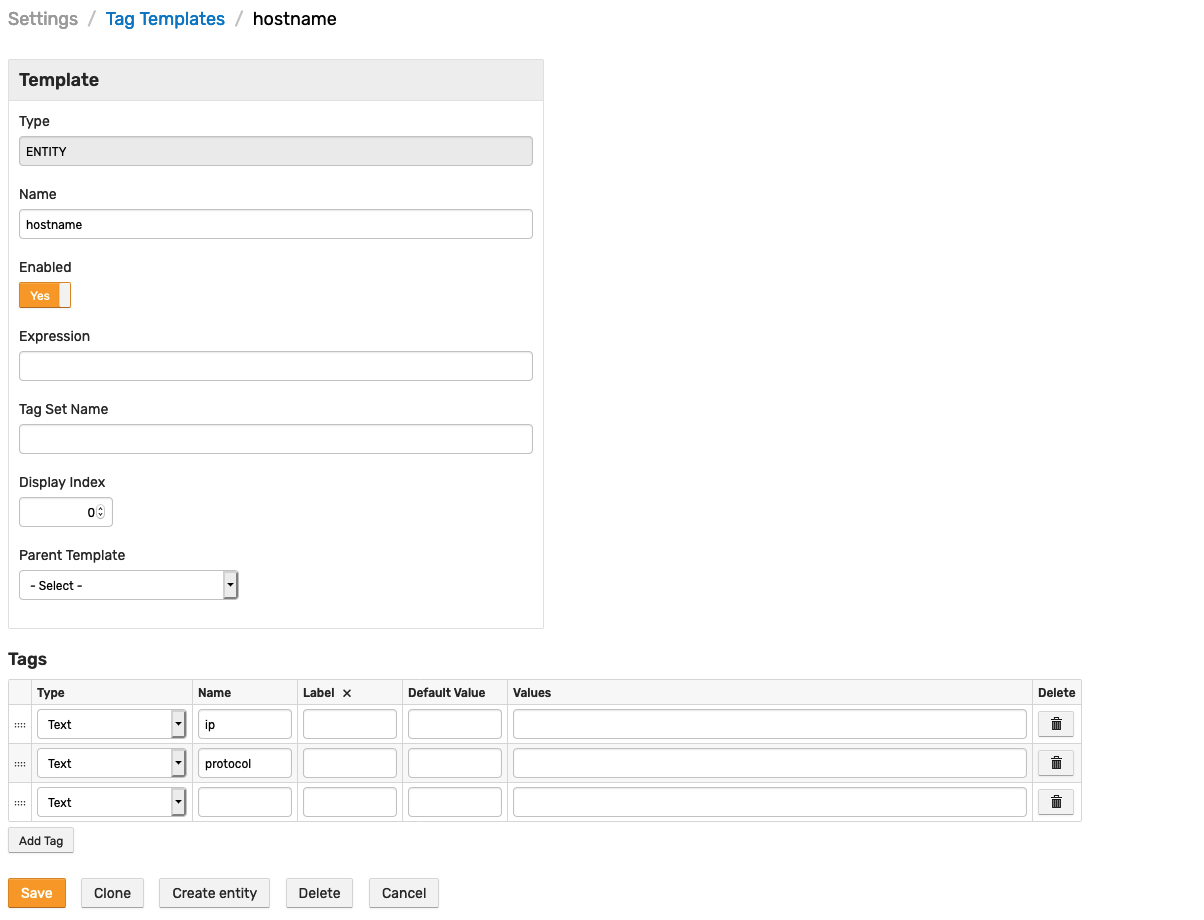 Settings / Tag Templates / hostname
Template
Type
ENTITY
Name
hostname
Enabled
Yes
Expression
Tag Set Name
Display Index
0
Parent Template
- Select -
Tags
Type Name Label × Default Value Values Delete
Text ip
Text protocol
Text
Add Tag
Save Clone Create entity Delete Cancel